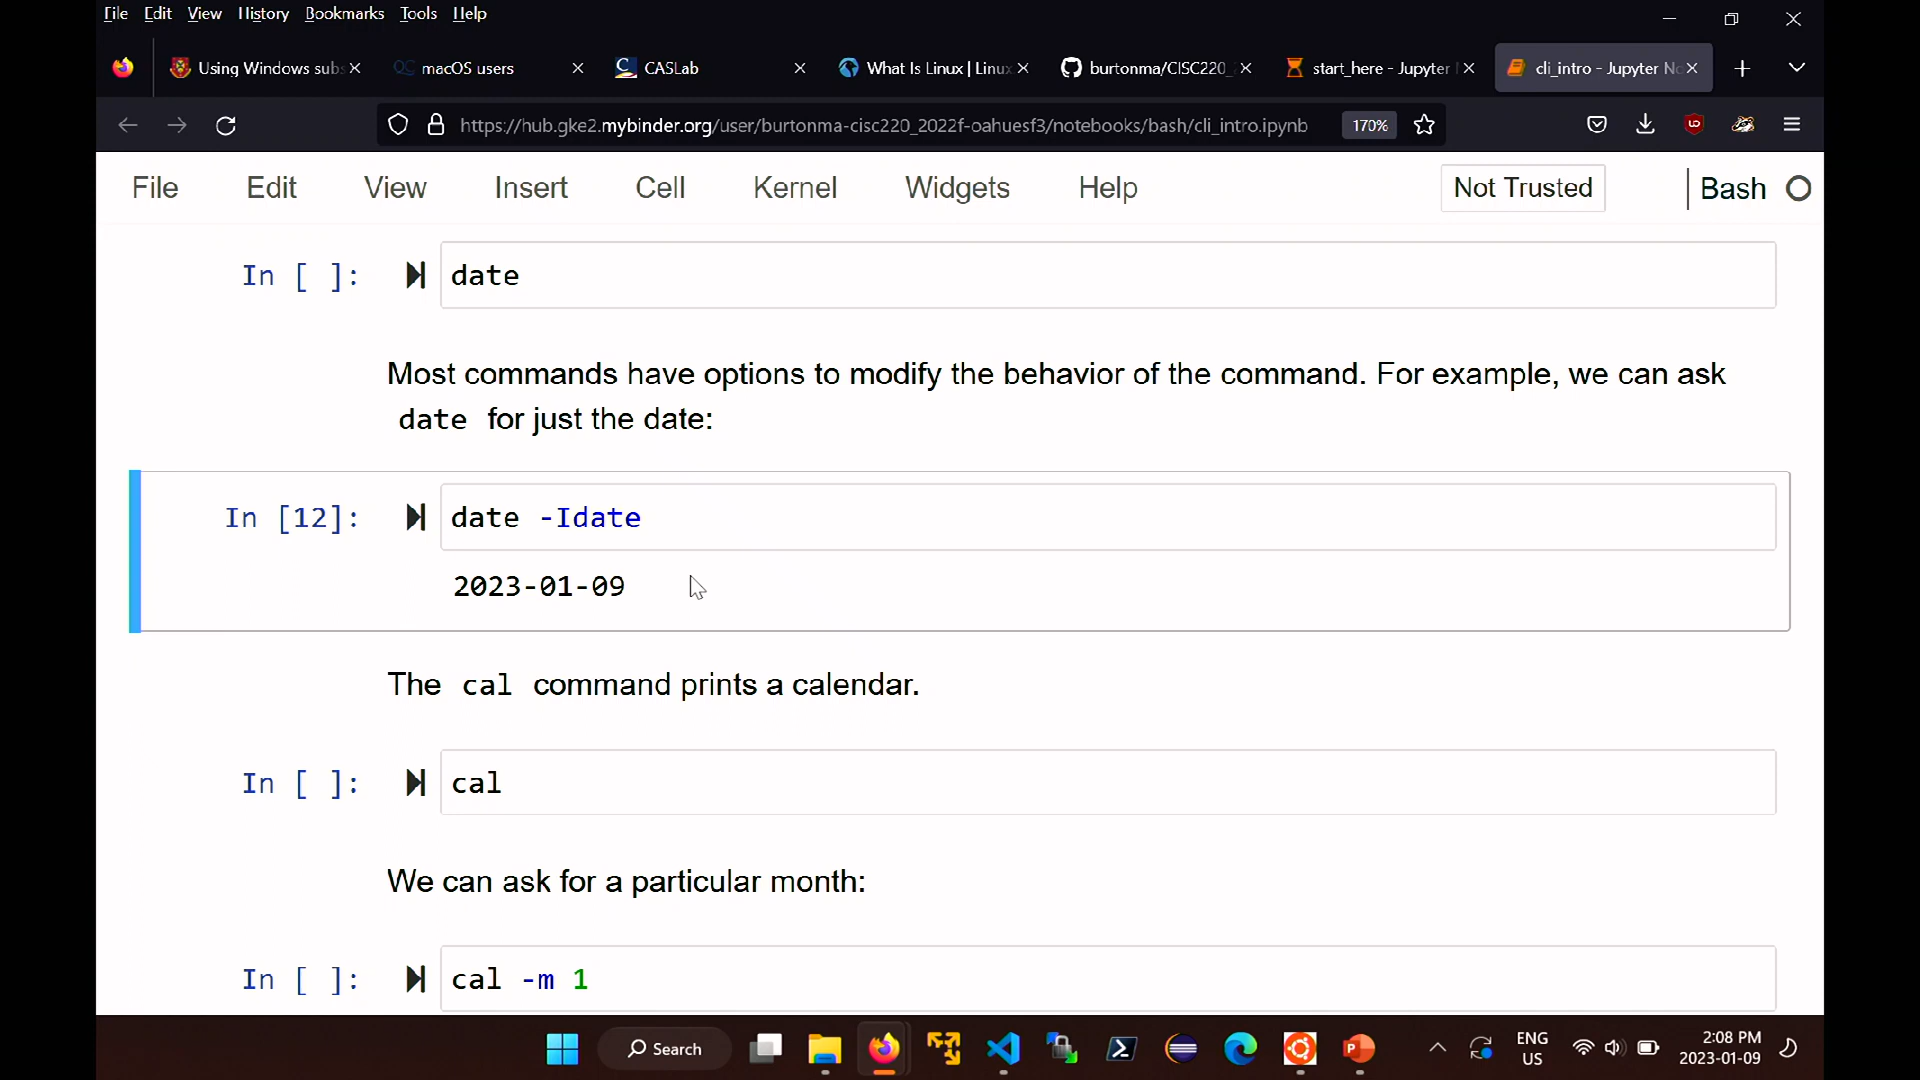 File Edit View History Bookmarks Tools Help
Using Windows subs macOS users CASLab What Is Linux | Linux burtonma/CISC220_ start_here - Jupyter N cli_intro - Jupyter No
https://hub.gke2.mybinder.org/user/burtonma-cisc220_2022f-oahuesf3/notebooks/bash/cli_intro.ipynb 170%
File Edit View Insert Cell Kernel Widgets Help Not Trusted Bash
In [ ]: date
Most commands have options to modify the behavior of the command. For example, we can ask
date for just the date:
In [12]: date -Idate
2023-01-09
The cal command prints a calendar.
In [ ]: cal
We can ask for a particular month:
In [ ]: cal -m 1
Search ENG 2:08 PM
US 2023-01-09